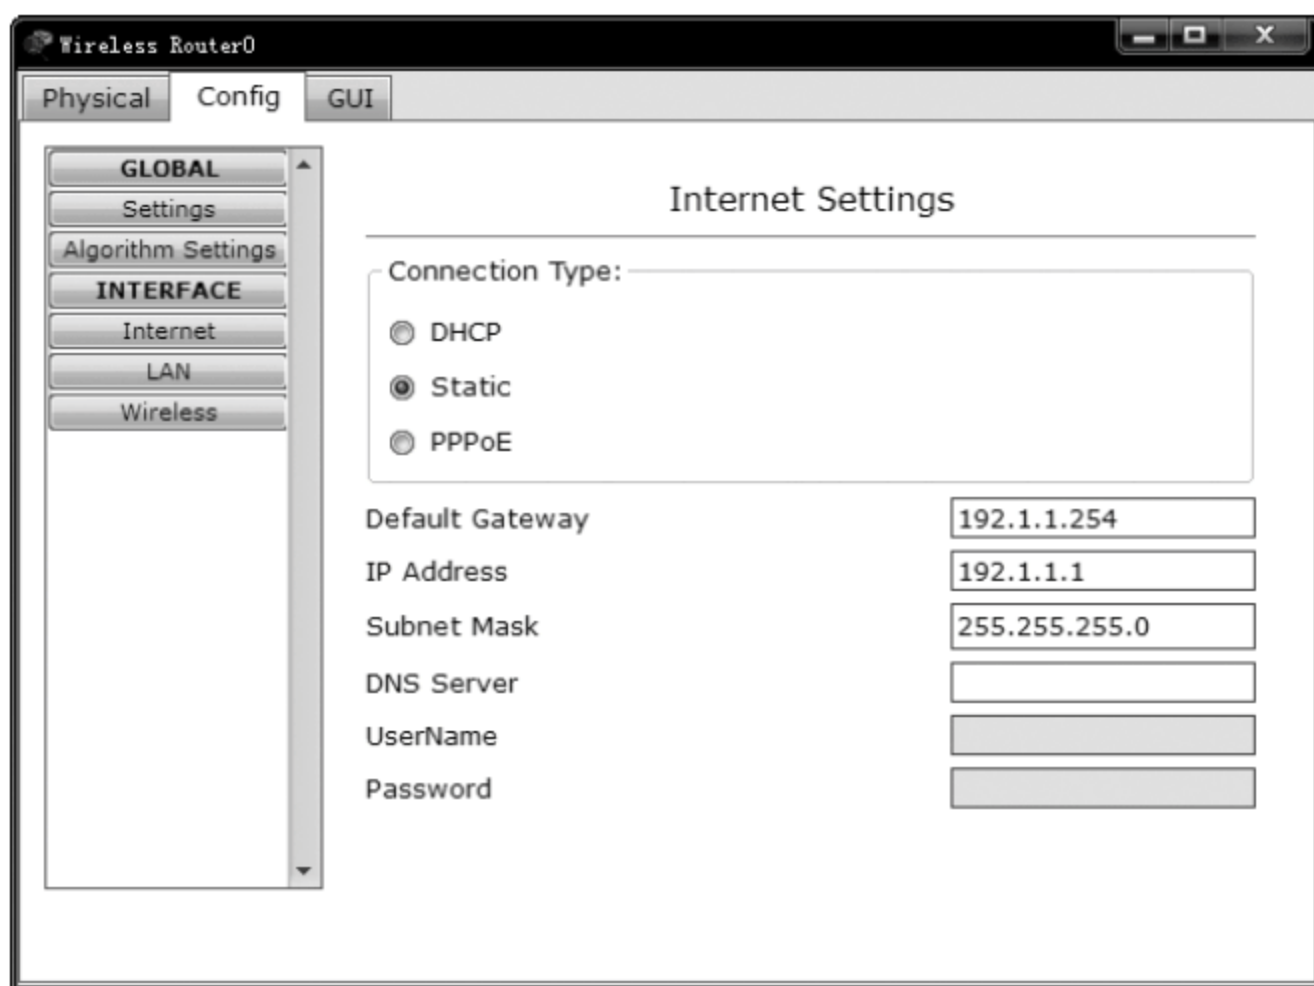 Wireless Router0
Physical Config GUI
GLOBAL
Settings
Algorithm Settings
INTERFACE
Internet
LAN
Wireless
Internet Settings
Connection Type:
DHCP
Static
PPPoE
Default Gateway 192.1.1.254
IP Address 192.1.1.1
Subnet Mask 255.255.255.0
DNS Server
UserName
Password